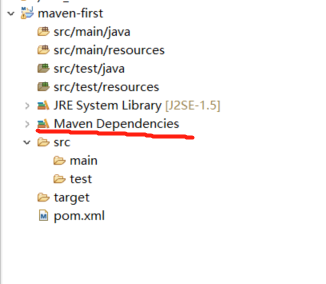 maven-first
src/main/java
src/main/resources
src/test/java
src/test/resources
JRE System Library [J2SE-1.5]
Maven Dependencies
src
main
test
target
pom.xml